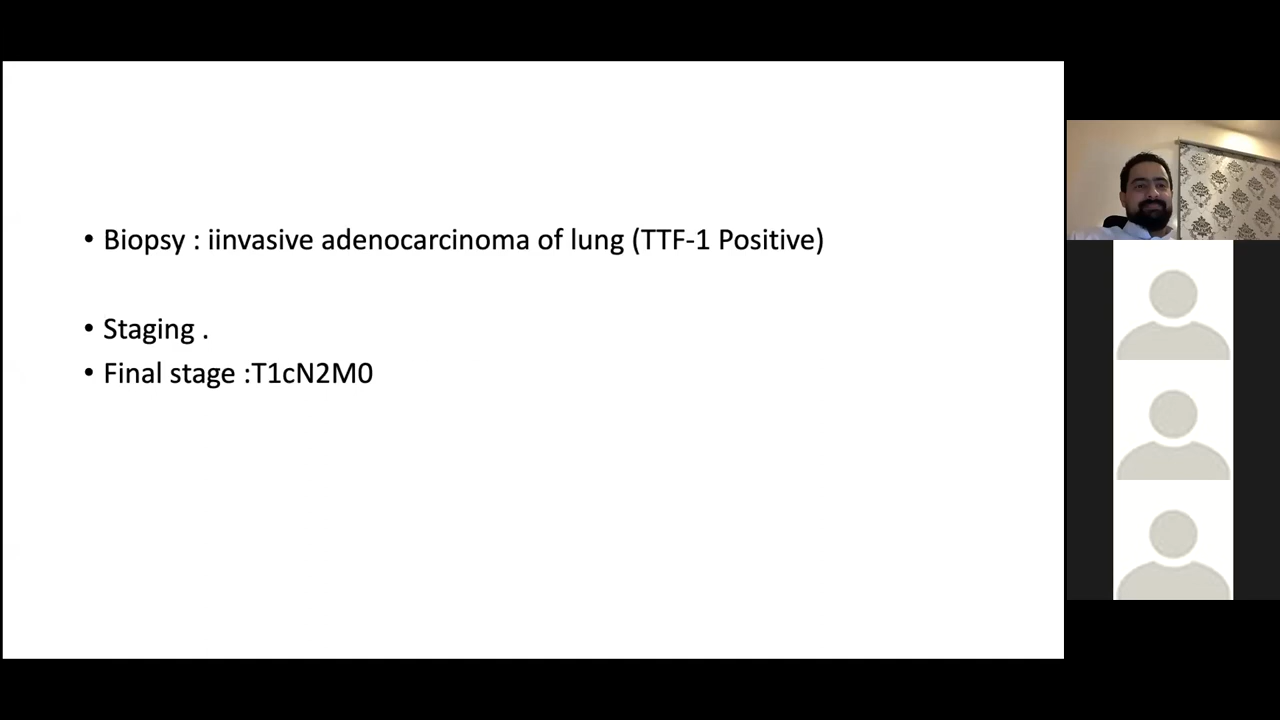 • Biopsy : iinvasive adenocarcinoma of lung (TTF-1 Positive)
• Staging .
• Final stage :T1cN2M0